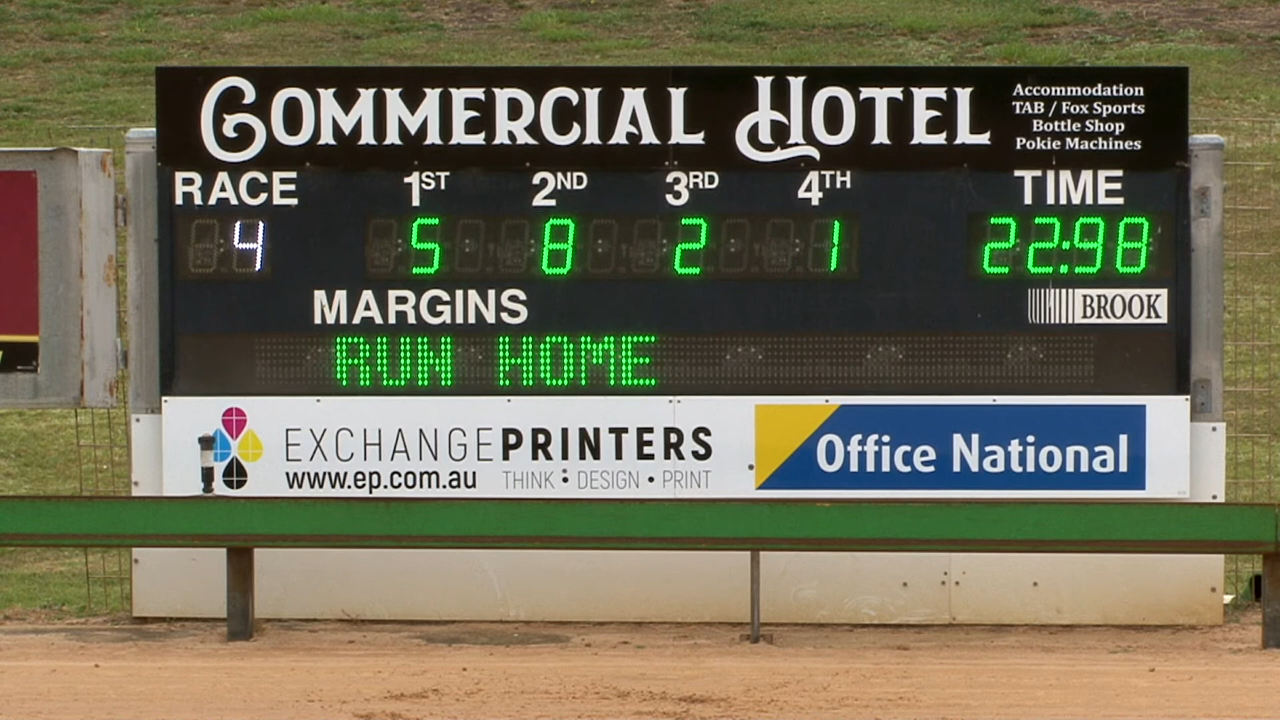 COMMERCIAL HOTEL
Accommodation
TAB / Fox Sports
Bottle Shop
Pokie Machines
RACE 1ST 2ND 3RD 4TH TIME
4 5 8 2 1 22:98
MARGINS
BROOK
RUN HOME
EXCHANGEPRINTERS
www.ep.com.au THINK : DESIGN • PRINT
Office National